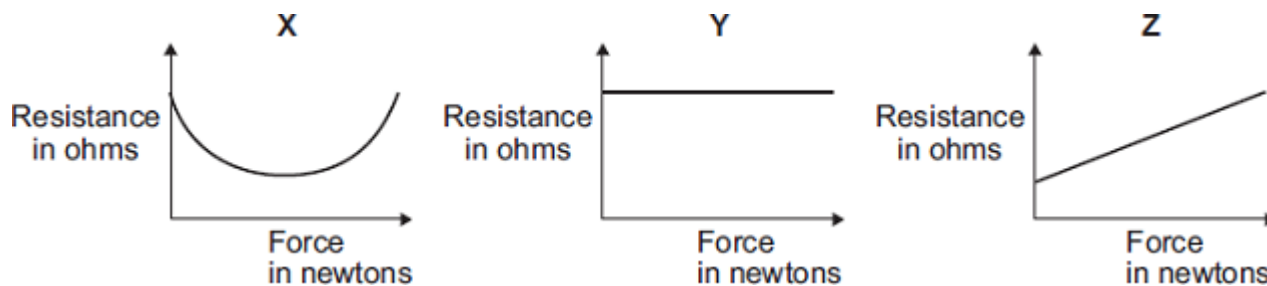 X
Resistance
in ohms
Force
in newtons
Y
Resistance
in ohms
Force
in newtons
Z
Resistance
in ohms
Force
in newtons